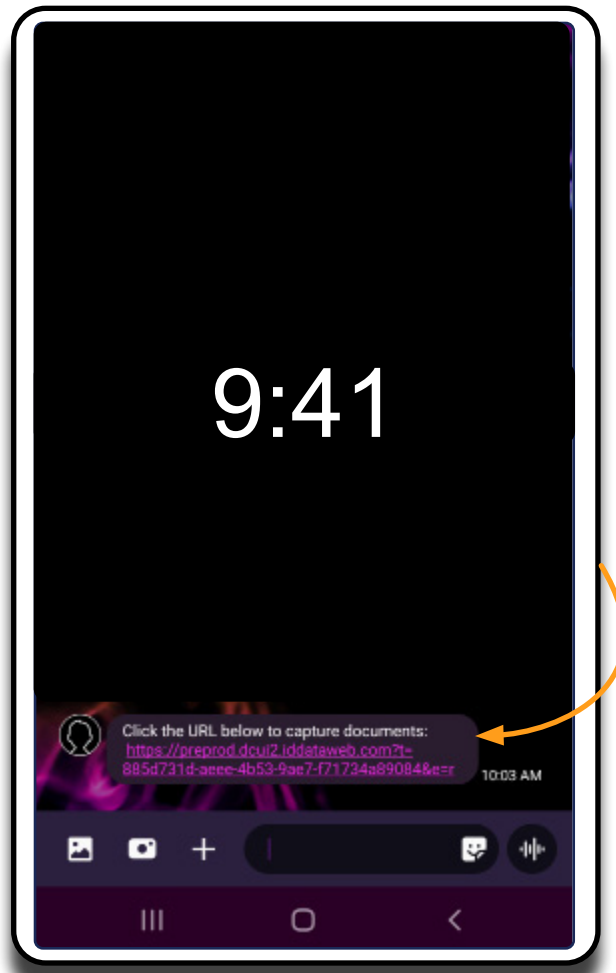 9:41
Click the URL below to capture documents:
https://preprod.dcui2.iddataweb.com?t=
885d731d-aeee-4b53-9ae7-f71734a89084&e=r
10:03 AM